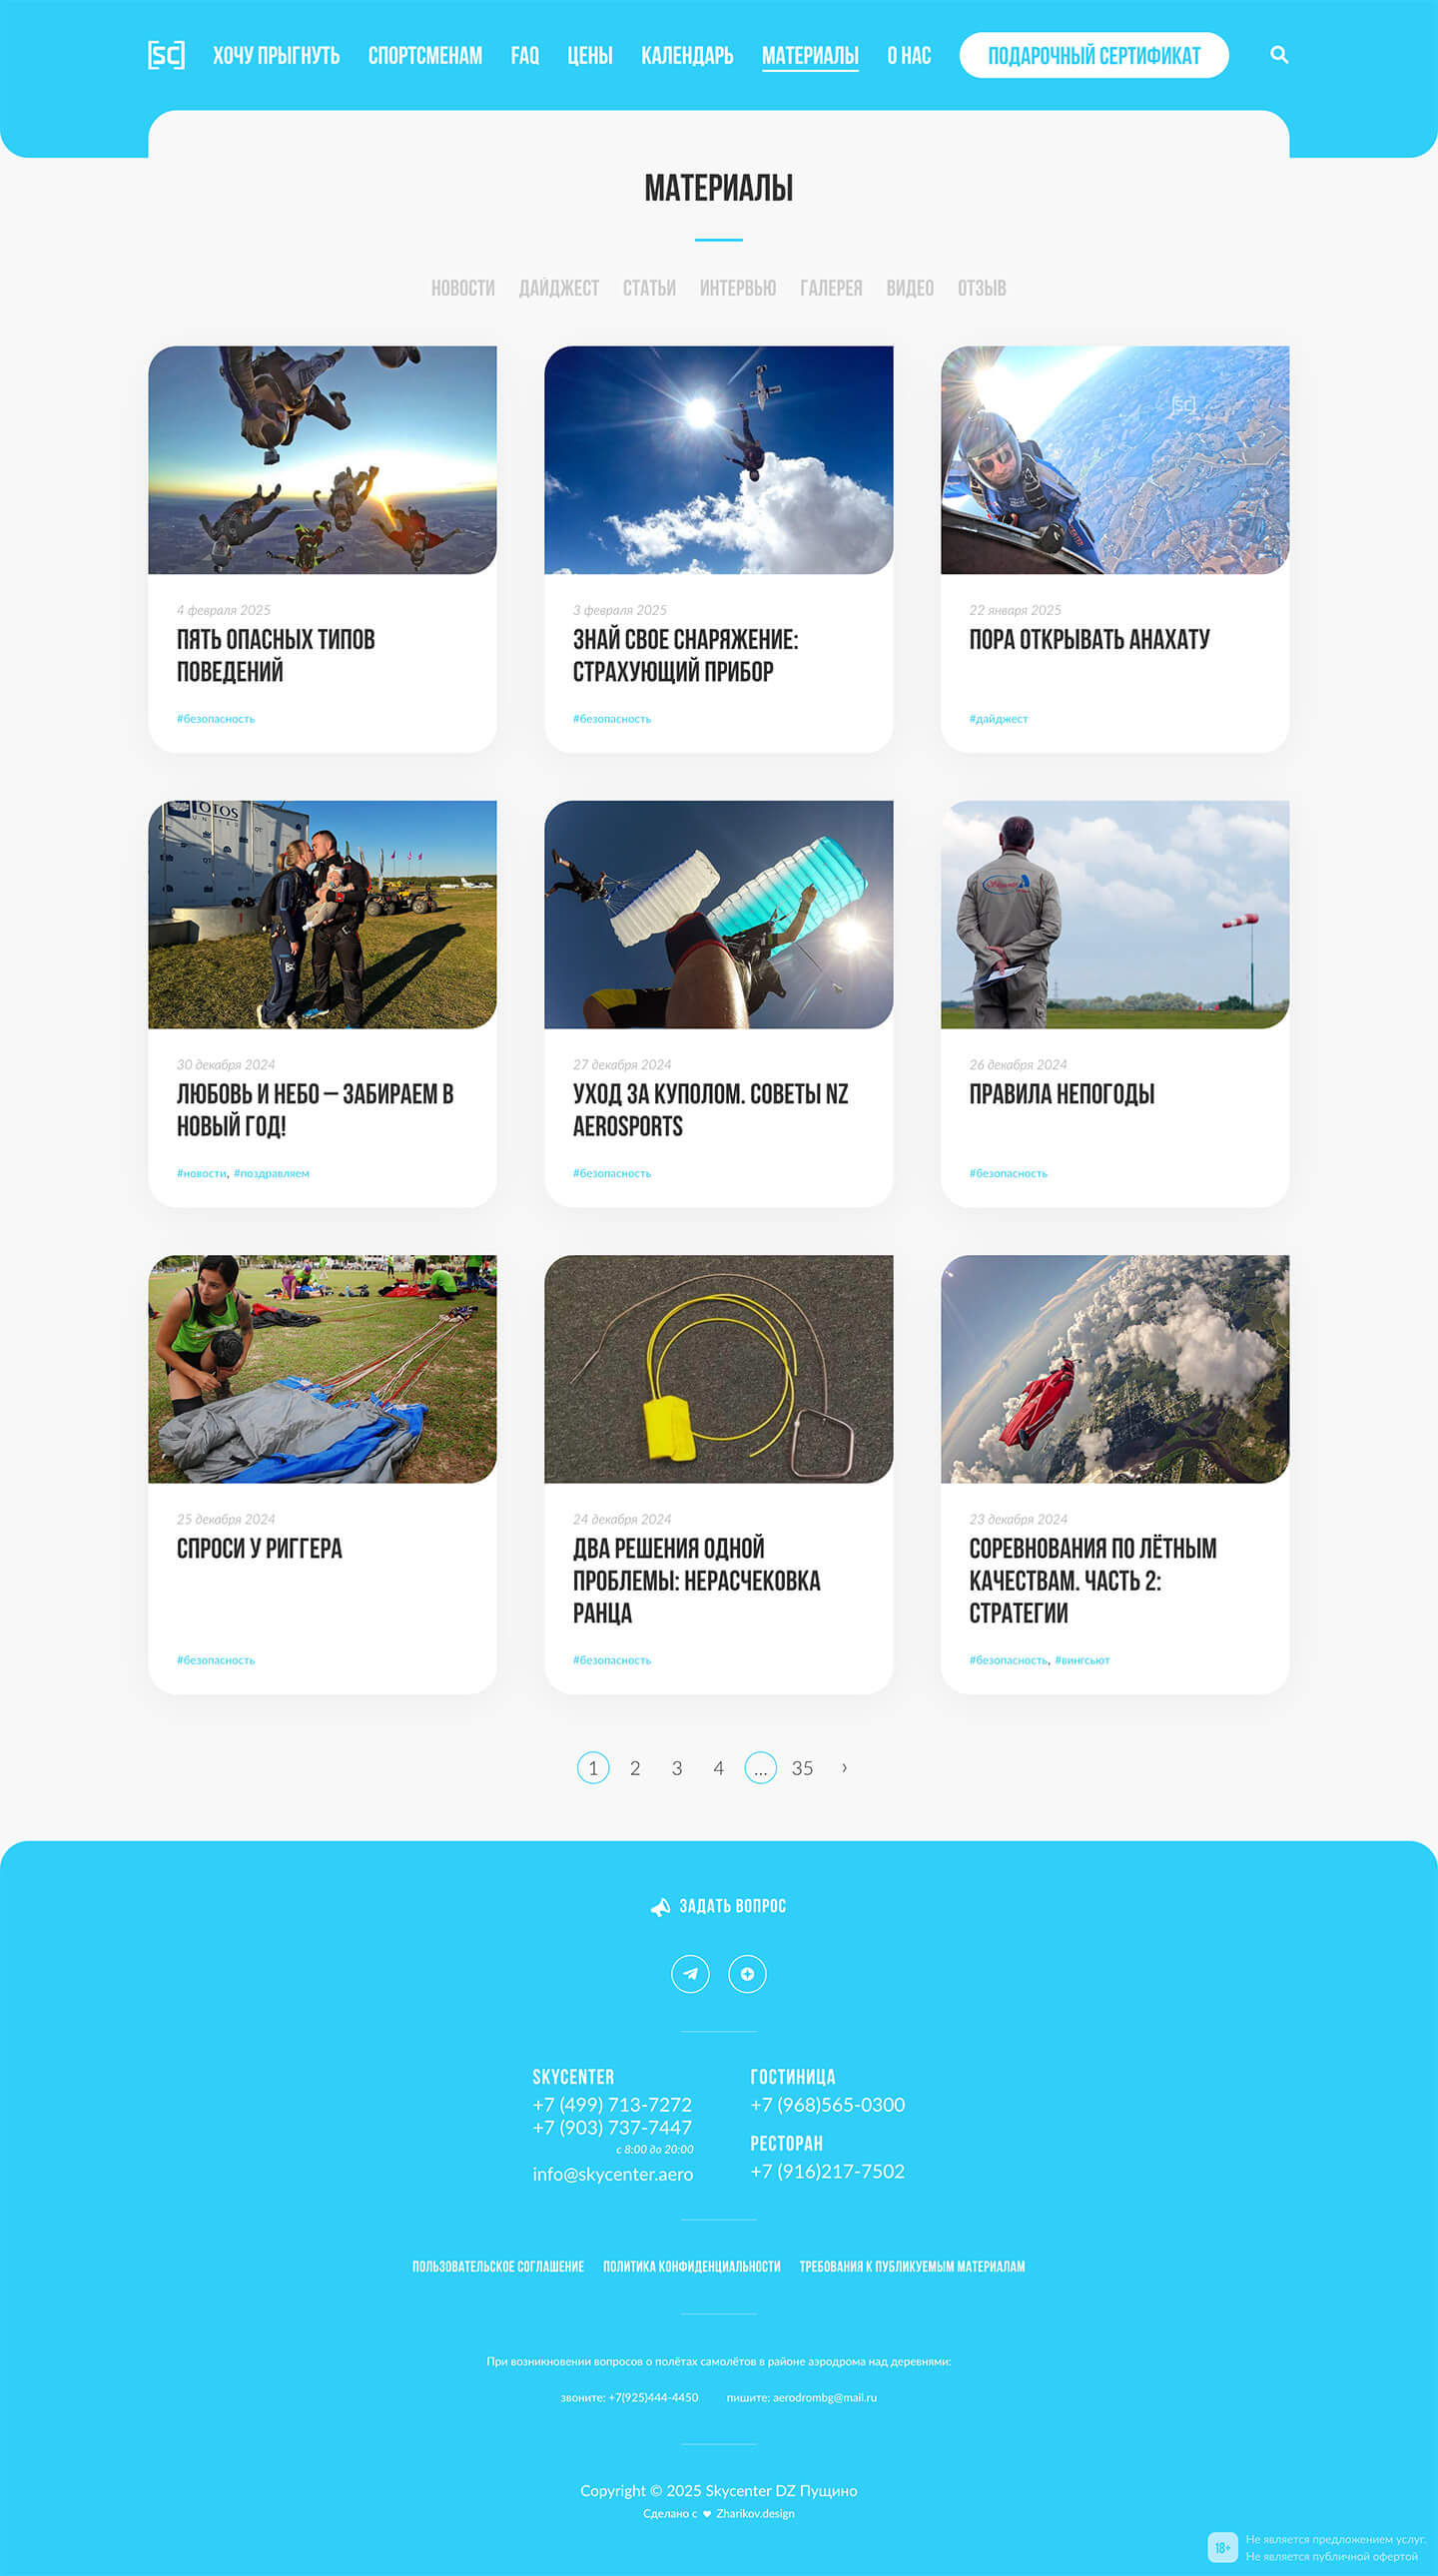 [SC] ХОЧУ ПРЫГНУТЬ СПОРТСМЕНАМ FAQ ЦЕНЫ КАЛЕНДАРЬ МАТЕРИАЛЫ О НАС ПОДАРОЧНЫЙ СЕРТИФИКАТ
МАТЕРИАЛЫ
НОВОСТИ ДАЙДЖЕСТ СТАТЬИ ИНТЕРВЬЮ ГАЛЕРЕЯ ВИДЕО ОТЗЫВ
[SC]
4 февраля 2025
ПЯТЬ ОПАСНЫХ ТИПОВ
ПОВЕДЕНИЙ
#безопасность
3 февраля 2025
ЗНАЙ СВОЕ СНАРЯЖЕНИЕ:
СТРАХУЮЩИЙ ПРИБОР
#безопасность
22 января 2025
ПОРА ОТКРЫВАТЬ АНАХАТУ
#дайджест
30 декабря 2024
ЛЮБОВЬ И НЕБО – ЗАБИРАЕМ В
НОВЫЙ ГОД!
#новости, #поздравляем
27 декабря 2024
УХОД ЗА КУПОЛОМ. СОВЕТЫ NZ
AEROSPORTS
#безопасность
26 декабря 2024
ПРАВИЛА НЕПОГОДЫ
#безопасность
25 декабря 2024
СПРОСИ У РИГГЕРА
#безопасность
24 декабря 2024
ДВА РЕШЕНИЯ ОДНОЙ
ПРОБЛЕМЫ: НЕРАСЧЕКОВКА
РАНЦА
#безопасность
23 декабря 2024
СОРЕВНОВАНИЯ ПО ЛЁТНЫМ
КАЧЕСТВАМ. ЧАСТЬ 2:
СТРАТЕГИИ
#безопасность, #вингсьют
1 2 3 4 ... 35 ›
ЗАДАТЬ ВОПРОС
SKYCENTER
+7 (499) 713-7272
+7 (903) 737-7447
с 8:00 до 20:00
info@skycenter.aero
ГОСТИНИЦА
+7 (968)565-0300
РЕСТОРАН
+7 (916)217-7502
ПОЛЬЗОВАТЕЛЬСКОЕ СОГЛАШЕНИЕ ПОЛИТИКА КОНФИДЕНЦИАЛЬНОСТИ ТРЕБОВАНИЯ К ПУБЛИКУЕМЫМ МАТЕРИАЛАМ
При возникновении вопросов о полётах самолётов в районе аэродрома над деревнями:
звоните: +7(925)444-4450 пишите: aerodrombg@mail.ru
Copyright © 2025 Skycenter DZ Пущино
Сделано с ♥ Zharikov.design
18+
Не является предложением услуг.
Не является публичной офертой